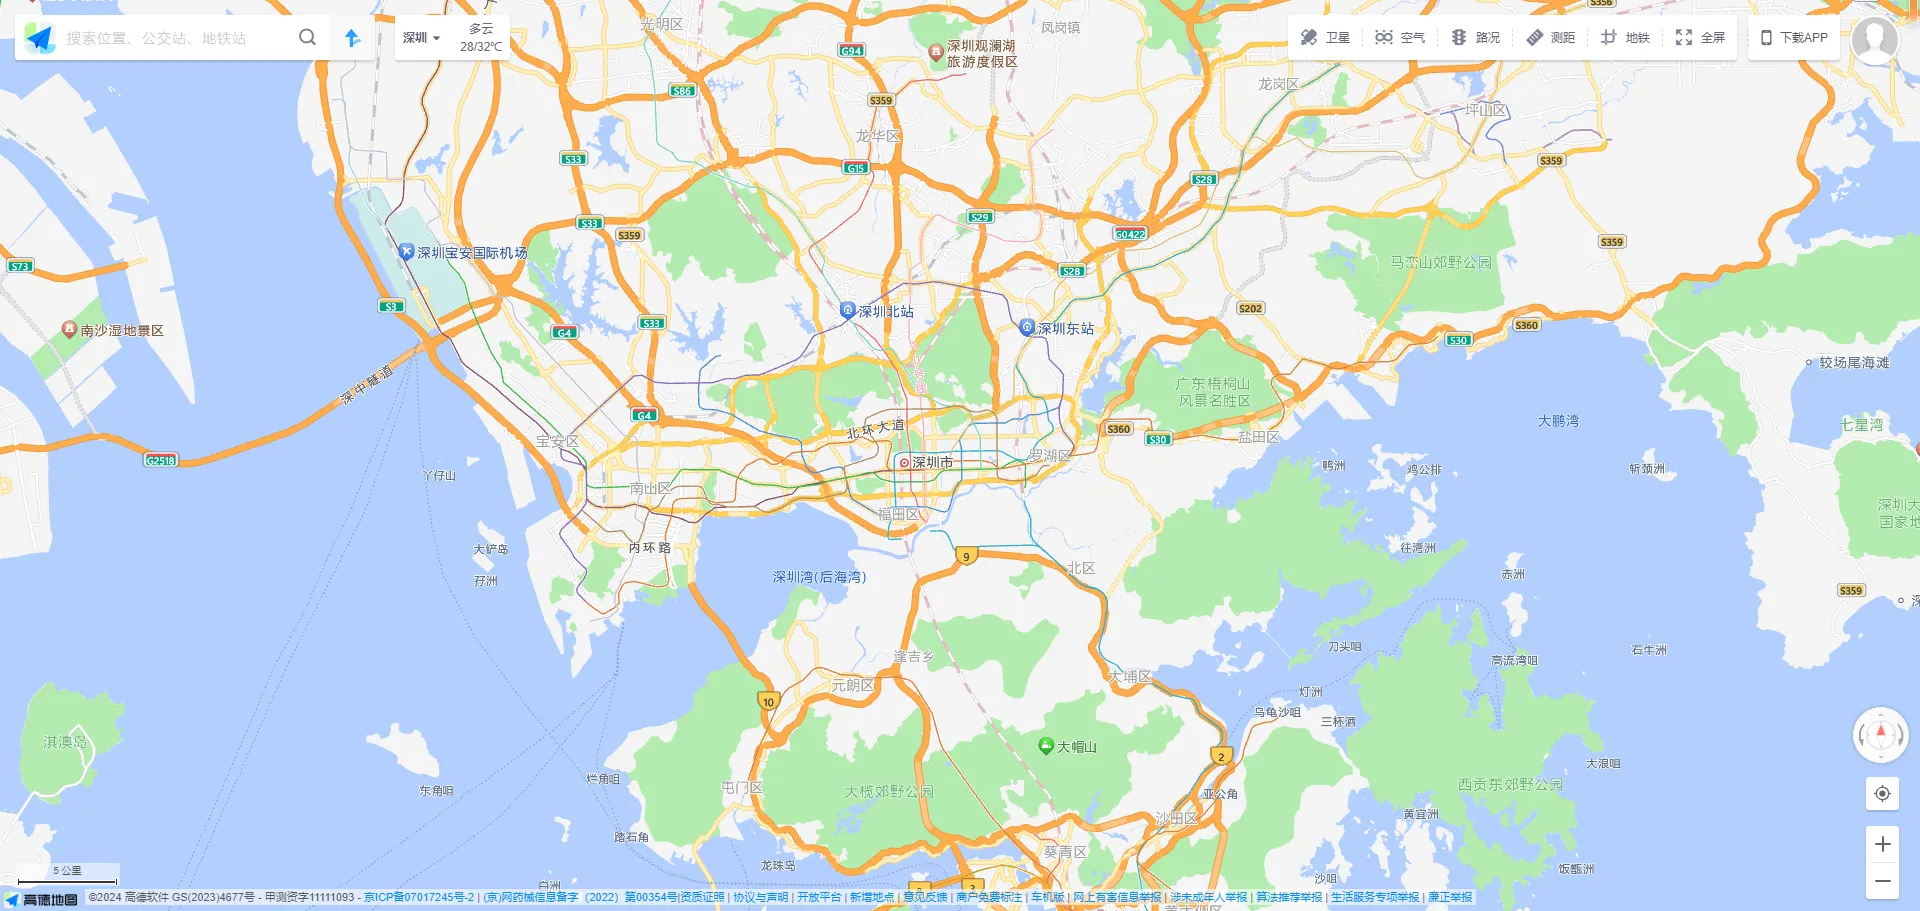 搜索位置、公交站、地铁站
深圳
多云
28/32℃
卫星
空气
路况
测距
地铁
全屏
下载APP
光明区
凤岗镇
S356
G94
深圳观澜湖
旅游度假区
S86
S359
龙岗区
坪山区
龙华区
S33
G15
S359
S28
S29
S33
S359
G0422
S359
深圳宝安国际机场
S73
S28
马峦山郊野公园
S3
深圳北站
S202
南沙湿地景区
G4
S33
深圳东站
S360
S30
深中隧道
较场尾海滩
广东梧桐山
风景名胜区
G4
大鹏湾
七星湾
北环大道
S360
S30
盐田区
宝安区
G2518
深圳市
罗湖区
丫仔山
鸭洲
鸡公排
斩颈洲
南山区
福田区
深圳大
国家地
大铲岛
内环路
9
往湾洲
孖洲
深圳湾(后海湾)
北区
赤洲
S359
深
刀头咀
石牛洲
逢吉乡
高流湾咀
元朗区
大埔区
灯洲
10
乌龟沙咀
三杯酒
淇澳岛
大帽山
2
大浪咀
烂角咀
东角咀
屯门区
大榄郊野公园
亚公角
西贡东郊野公园
沙田区
黄宜洲
踏石角
葵青区
龙珠岛
饭甑洲
沙咀
白洲
2
3
5 公里
高德地图
©2024 高德软件 GS(2023)4677号 - 甲测资字11111093 - 京ICP备07017245号-2 | (京)网药械信息备字 (2022) 第00354号|资质证照 | 协议与声明 | 开放平台 | 新增地点 | 意见反馈 | 商户免费标注 | 车机版 | 网上有害信息举报 | 涉未成年人举报 | 算法推荐举报 | 生活服务专项举报 | 廉正举报